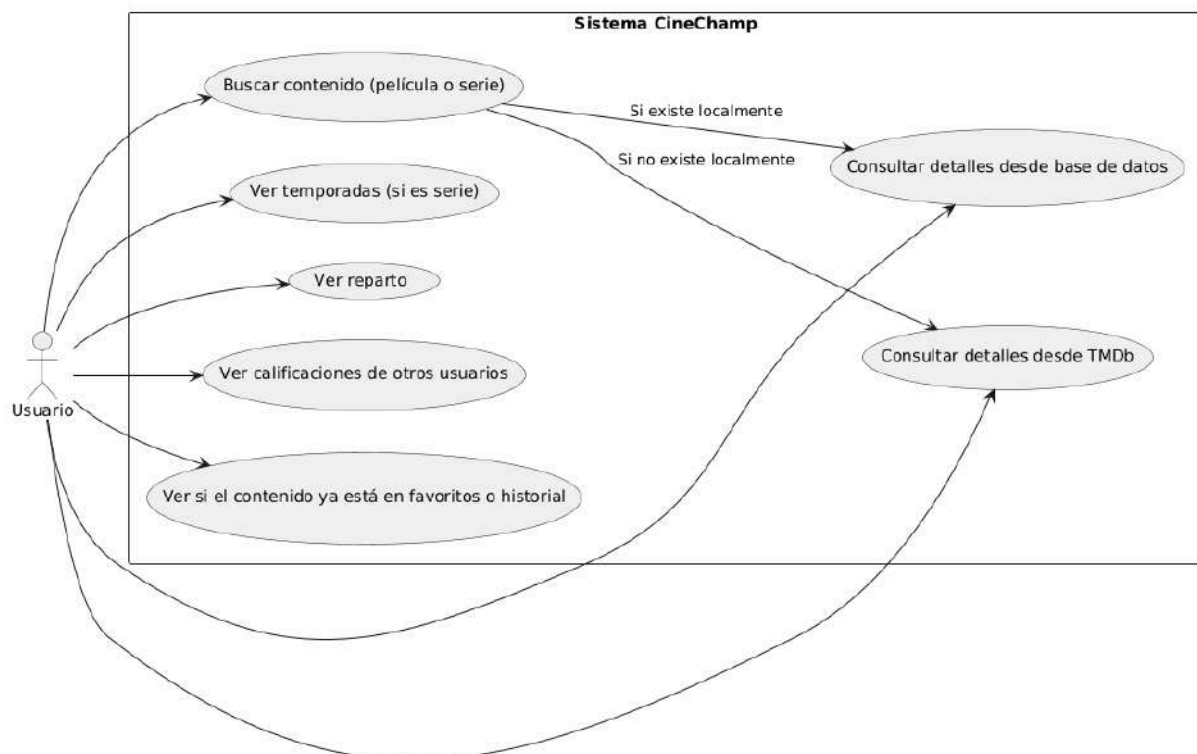 Sistema CineChamp
Buscar contenido (película o serie)
Si existe localmente
Si no existe localmente
Consultar detalles desde base de datos
Ver temporadas (si es serie)
Ver reparto
Consultar detalles desde TMDb
Ver calificaciones de otros usuarios
Usuario
Ver si el contenido ya está en favoritos o historial